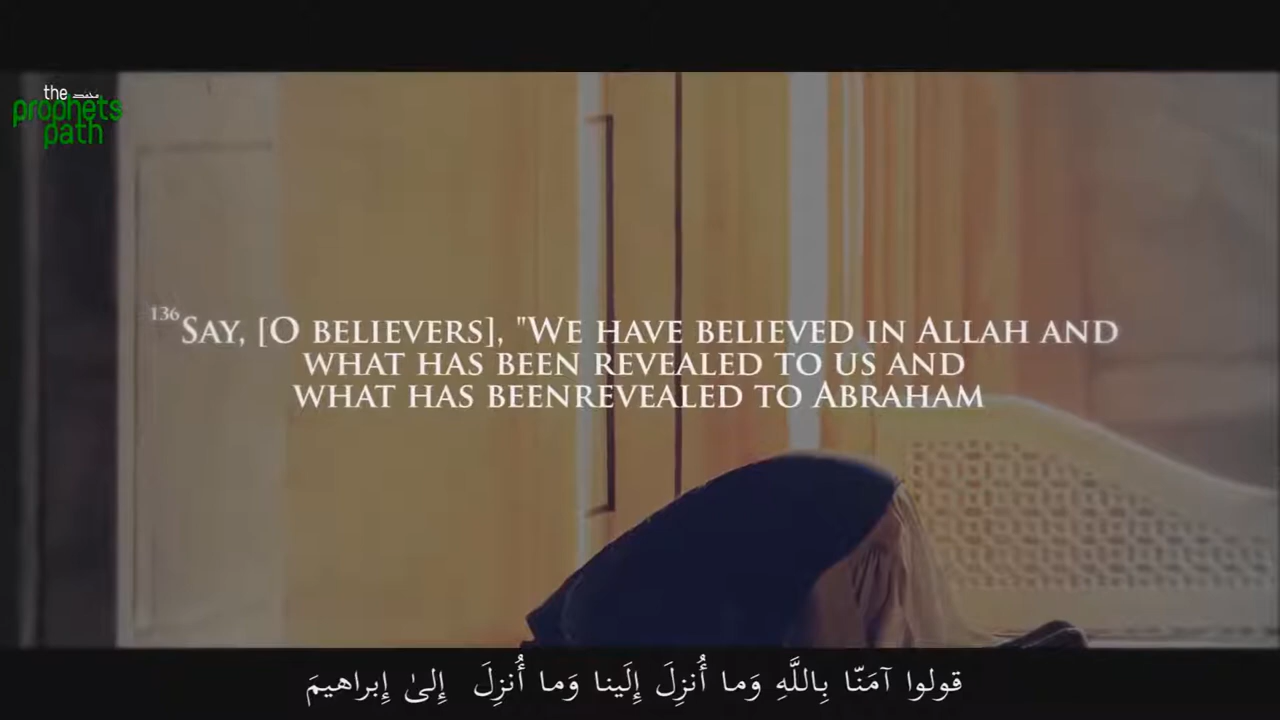 the محمد
prophets
path
136 Say, [O believers], "We have believed in Allah and
what has been revealed to us and
what has beenrevealed to Abraham
قولوا آمَنّا بِاللَّهِ وَما أُنزِلَ إِلَينا وَما أُنزِلَ إِلىٰ إِبراهيمَ